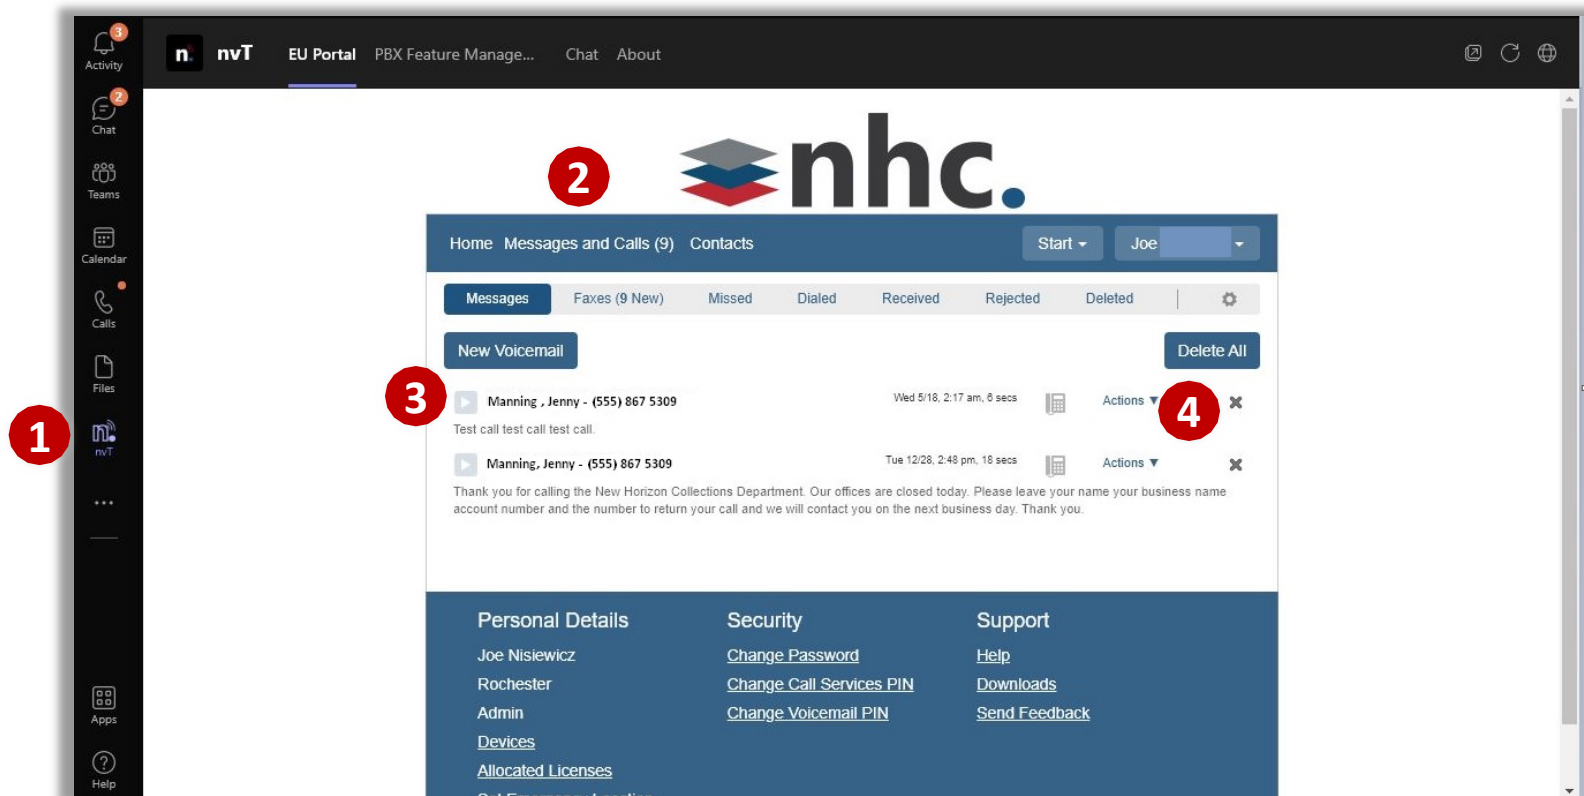 3
Activity
n. nvT EU Portal PBX Feature Manage... Chat About
2
Chat
Teams
Calendar
Calls
Files
1
nvT
...
Apps
Help
2
nhc.
Home Messages and Calls (9) Contacts Start Joe
Messages Faxes (9 New) Missed Dialed Received Rejected Deleted
New Voicemail Delete All
3
Manning , Jenny - (555) 867 5309 Wed 5/18, 2:17 am, 6 secs Actions ▼
4
Test call test call test call.
Manning, Jenny - (555) 867 5309 Tue 12/28, 2:48 pm, 18 secs Actions ▼
Thank you for calling the New Horizon Collections Department. Our offices are closed today. Please leave your name your business name
account number and the number to return your call and we will contact you on the next business day. Thank you.
Personal Details
Joe Nisiewicz
Rochester
Admin
Devices
Allocated Licenses
Security
Change Password
Change Call Services PIN
Change Voicemail PIN
Support
Help
Downloads
Send Feedback